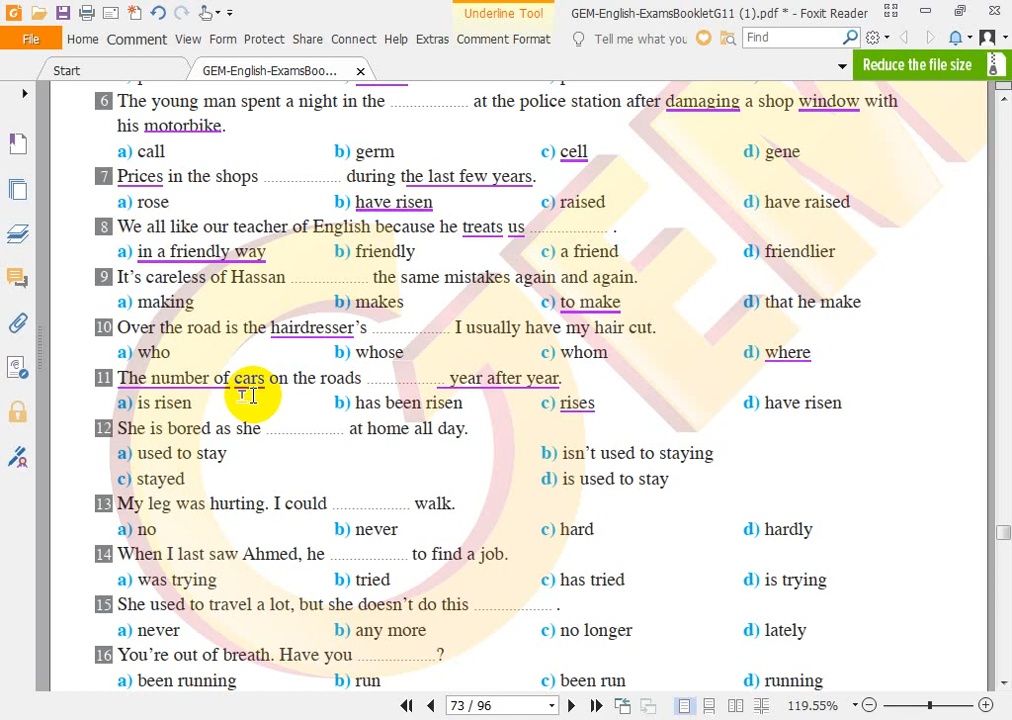 Underline Tool
GEM-English-ExamsBookletG11 (1).pdf * - Foxit Reader
File Home Comment View Form Protect Share Connect Help Extras Comment Format Tell me what you Find
Start GEM-English-ExamsBoo... Reduce the file size
6 The young man spent a night in the .................... at the police station after damaging a shop window with
his motorbike.
a) call b) germ c) cell d) gene
7 Prices in the shops .................... during the last few years.
a) rose b) have risen c) raised d) have raised
8 We all like our teacher of English because he treats us .................... .
a) in a friendly way b) friendly c) a friend d) friendlier
9 It's careless of Hassan .................... the same mistakes again and again.
a) making b) makes c) to make d) that he make
10 Over the road is the hairdresser's .................... I usually have my hair cut.
a) who b) whose c) whom d) where
11 The number of cars on the roads .................... year after year.
a) is risen b) has been risen c) rises d) have risen
12 She is bored as she .................... at home all day.
a) used to stay b) isn't used to staying
c) stayed d) is used to stay
13 My leg was hurting. I could .................... walk.
a) no b) never c) hard d) hardly
14 When I last saw Ahmed, he .................... to find a job.
a) was trying b) tried c) has tried d) is trying
15 She used to travel a lot, but she doesn't do this .................... .
a) never b) any more c) no longer d) lately
16 You're out of breath. Have you .................... ?
a) been running b) run c) been run d) running
73 / 96 119.55%